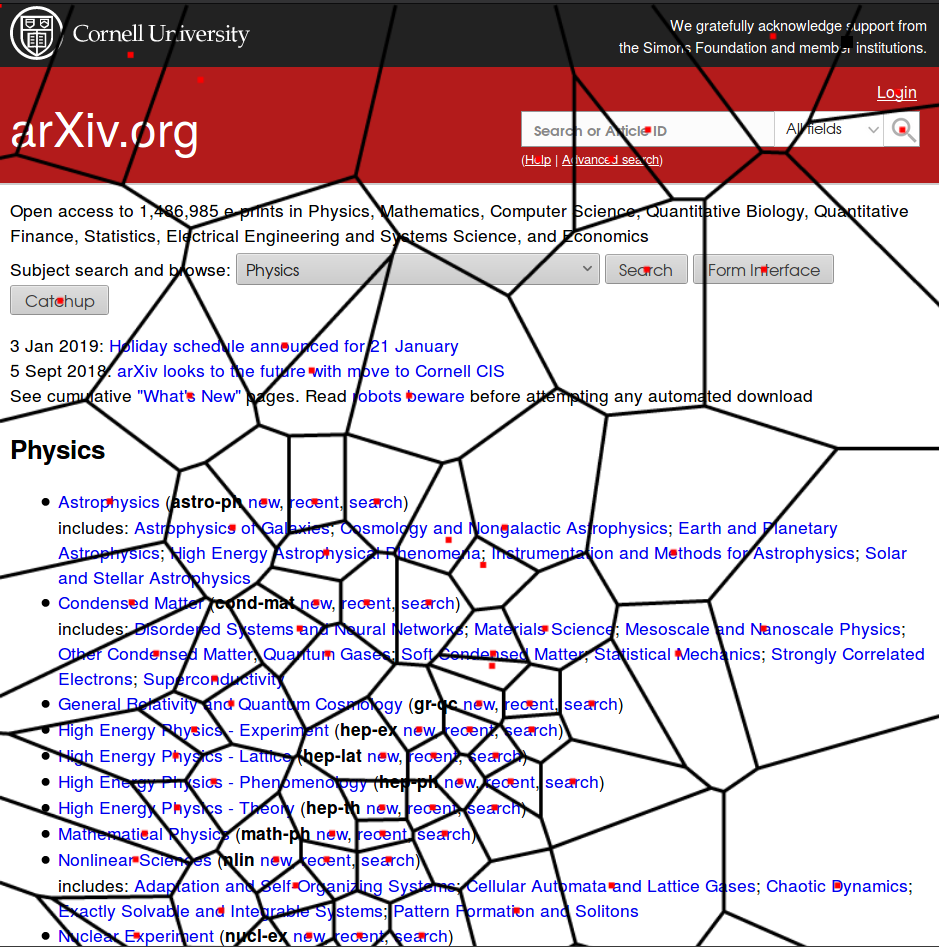 Cornell University
We gratefully acknowledge support from
the Simons Foundation and member institutions.
Login
arXiv.org
Search or Article ID
All fields
(Help | Advanced search)
Open access to 1,486,985 e-prints in Physics, Mathematics, Computer Science, Quantitative Biology, Quantitative
Finance, Statistics, Electrical Engineering and Systems Science, and Economics
Subject search and browse: Physics Search Form Interface
Catchup
3 Jan 2019: Holiday schedule announced for 21 January
5 Sept 2018: arXiv looks to the future with move to Cornell CIS
See cumulative "What's New" pages. Read robots beware before attempting any automated download
Physics
Astrophysics (astro-ph new, recent, search)
includes: Astrophysics of Galaxies; Cosmology and Nongalactic Astrophysics; Earth and Planetary
Astrophysics; High Energy Astrophysical Phenomena; Instrumentation and Methods for Astrophysics; Solar
and Stellar Astrophysics
Condensed Matter (cond-mat new, recent, search)
includes: Disordered Systems and Neural Networks; Materials Science; Mesoscale and Nanoscale Physics;
Other Condensed Matter; Quantum Gases; Soft Condensed Matter; Statistical Mechanics; Strongly Correlated
Electrons; Superconductivity
General Relativity and Quantum Cosmology (gr-qc new, recent, search)
High Energy Physics - Experiment (hep-ex new, recent, search)
High Energy Physics - Lattice (hep-lat new, recent, search)
High Energy Physics - Phenomenology (hep-ph new, recent, search)
High Energy Physics - Theory (hep-th new, recent, search)
Mathematical Physics (math-ph new, recent, search)
Nonlinear Sciences (nlin new, recent, search)
includes: Adaptation and Self-Organizing Systems; Cellular Automata and Lattice Gases; Chaotic Dynamics;
Exactly Solvable and Integrable Systems; Pattern Formation and Solitons
Nuclear Experiment (nucl-ex new, recent, search)